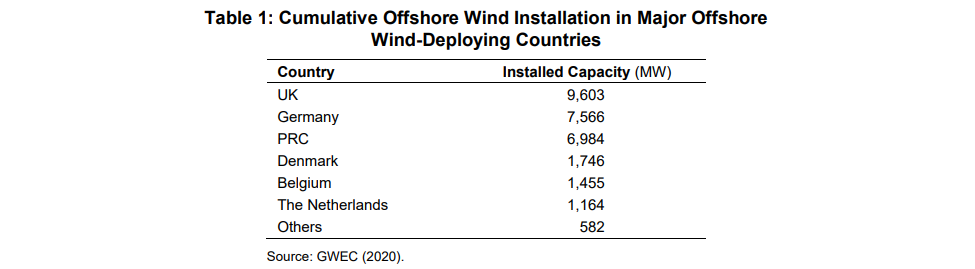 Table 1: Cumulative Offshore Wind Installation in Major Offshore
Wind-Deploying Countries
Country Installed Capacity (MW)
UK 9,603
Germany 7,566
PRC 6,984
Denmark 1,746
Belgium 1,455
The Netherlands 1,164
Others 582
Source: GWEC (2020).